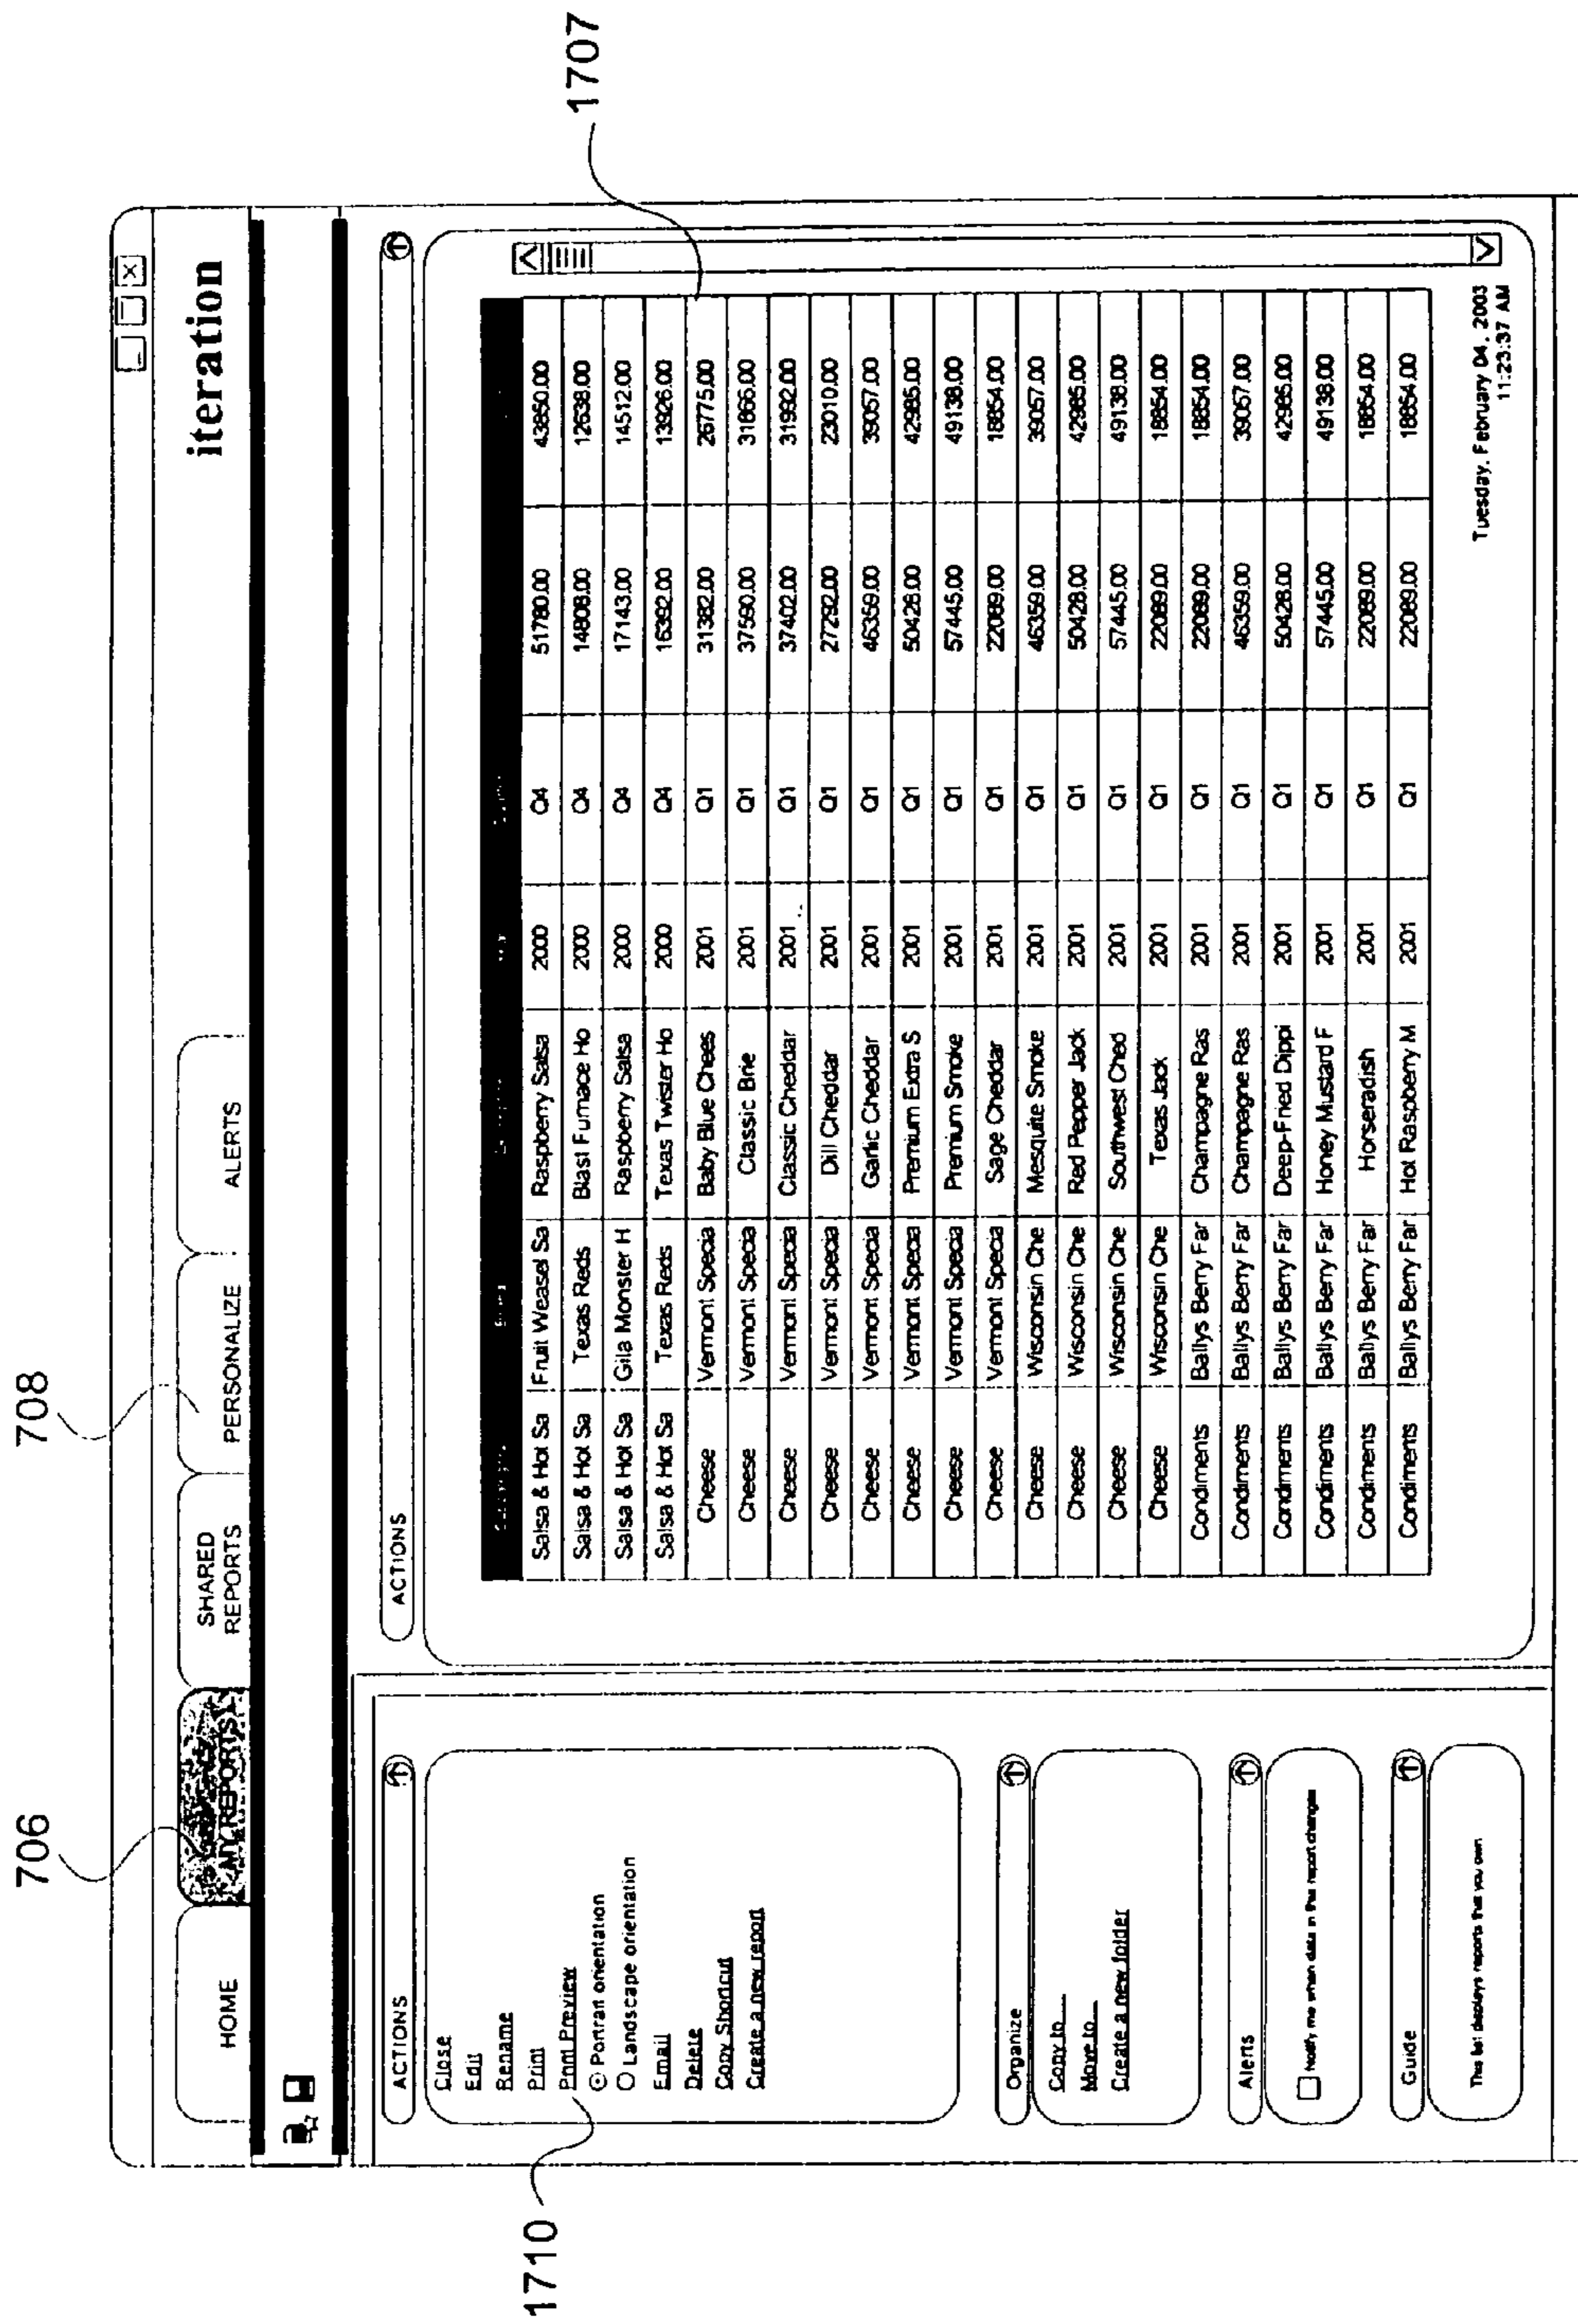 706
708
1707
1710
iteration
HOME
MY REPORTS
SHARED
REPORTS
PERSONALIZE
ALERTS
ACTIONS
Close
Edit
Rename
Print
Print Preview
Portrait orientation
Landscape orientation
Email
Delete
Copy Shortcut
Create a new report
Organize
Copy to
Move to
Create a new folder
Alerts
Notify me when data in this report changes
Guide
This list displays reports that you own
ACTIONS
Salsa & Hot Sa Fruit Weasel Sa Raspberry Salsa 2000 Q4 51780.00 43850.00
Salsa & Hot Sa Texas Reds Blast Furnace Ho 2000 Q4 14808.00 12638.00
Salsa & Hot Sa Gila Monster H Raspberry Salsa 2000 Q4 17143.00 14512.00
Salsa & Hot Sa Texas Reds Texas Twister Ho 2000 Q4 16392.00 13926.00
Cheese Vermont Specia Baby Blue Chees 2001 Q1 31382.00 26775.00
Cheese Vermont Specia Classic Brie 2001 Q1 37590.00 31866.00
Cheese Vermont Specia Classic Cheddar 2001 Q1 37402.00 31992.00
Cheese Vermont Specia Dill Cheddar 2001 Q1 27292.00 23010.00
Cheese Vermont Specia Garlic Cheddar 2001 Q1 46359.00 39057.00
Cheese Vermont Specia Premium Extra S 2001 Q1 50428.00 42985.00
Cheese Vermont Specia Premium Smoke 2001 Q1 57445.00 49138.00
Cheese Vermont Specia Sage Cheddar 2001 Q1 22089.00 18854.00
Cheese Wisconsin Che Mesquite Smoke 2001 Q1 46359.00 39057.00
Cheese Wisconsin Che Red Pepper Jack 2001 Q1 50428.00 42985.00
Cheese Wisconsin Che Southwest Ched 2001 Q1 57445.00 49138.00
Cheese Wisconsin Che Texas Jack 2001 Q1 22089.00 18854.00
Condiments Ballys Berry Far Champagne Ras 2001 Q1 22089.00 18854.00
Condiments Ballys Berry Far Champagne Ras 2001 Q1 46359.00 39057.00
Condiments Ballys Berry Far Deep-Fried Dippi 2001 Q1 50428.00 42985.00
Condiments Ballys Berry Far Honey Mustard F 2001 Q1 57445.00 49138.00
Condiments Ballys Berry Far Horseradish 2001 Q1 22089.00 18854.00
Condiments Ballys Berry Far Hot Raspberry M 2001 Q1 22089.00 18854.00
Tuesday, February 04, 2003
11:23:37 AM